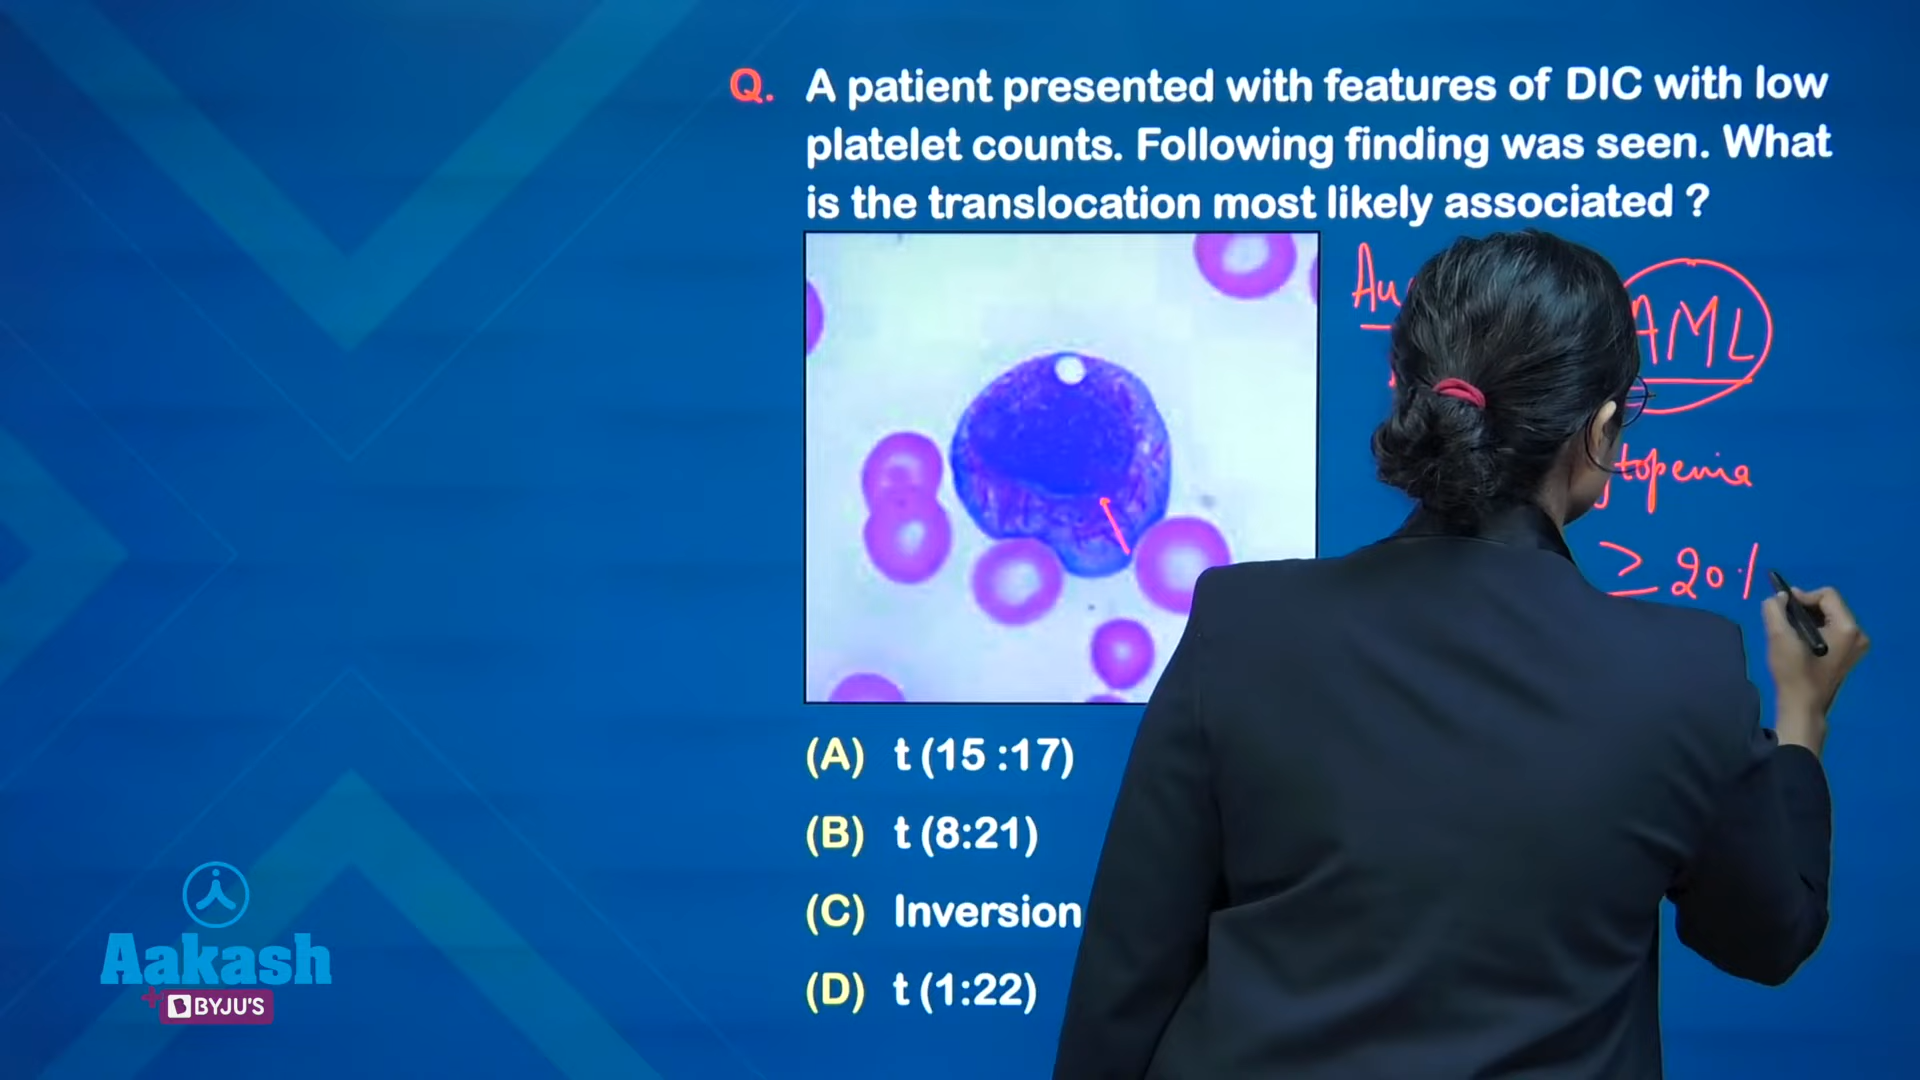 Q. A patient presented with features of DIC with low
platelet counts. Following finding was seen. What
is the translocation most likely associated ?
Au
AML
topenia
≥ 20%
(A) t (15 :17)
(B) t (8:21)
(C) Inversion
(D) t (1:22)
Aakash
+ BYJU'S